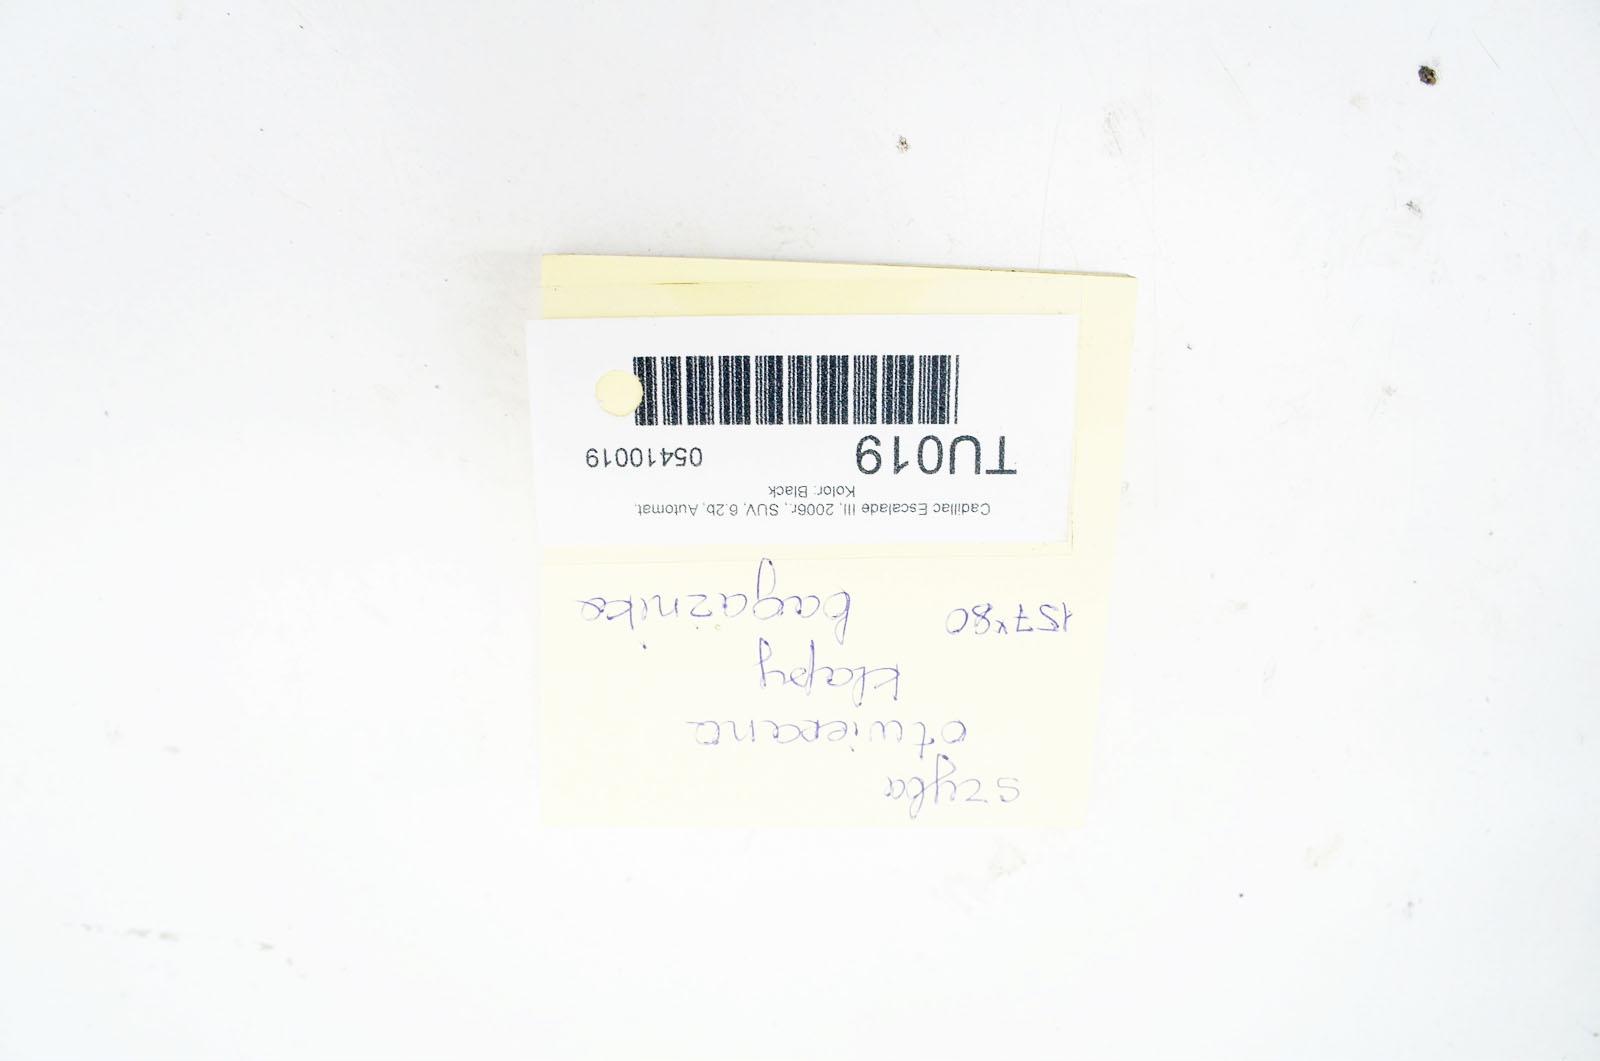 szyba
otwierana
klapy
157x80 bagażnika
Cadillac Escalade III, 2006r., SUV, 6.2b, Automat,
Kolor: Black
TU019 05410019